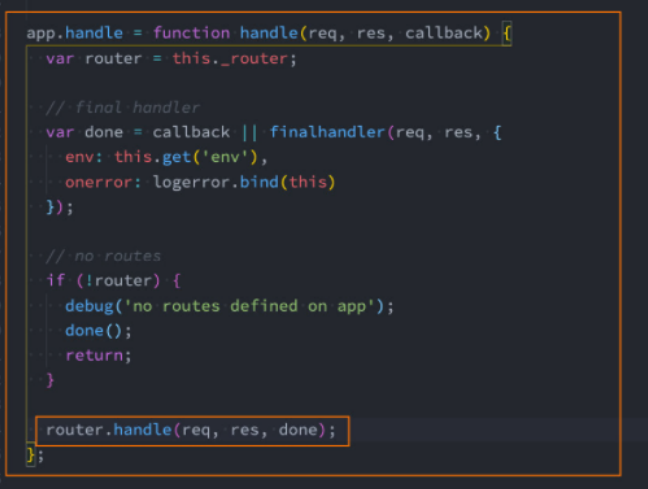 app.handle = function handle(req, res, callback) {
var router = this._router;
// final handler
var done = callback || finalhandler(req, res, {
env: this.get('env'),
onerror: logerror.bind(this)
});
// no routes
if (!router) {
debug('no routes defined on app');
done();
return;
}
router.handle(req, res, done);
};